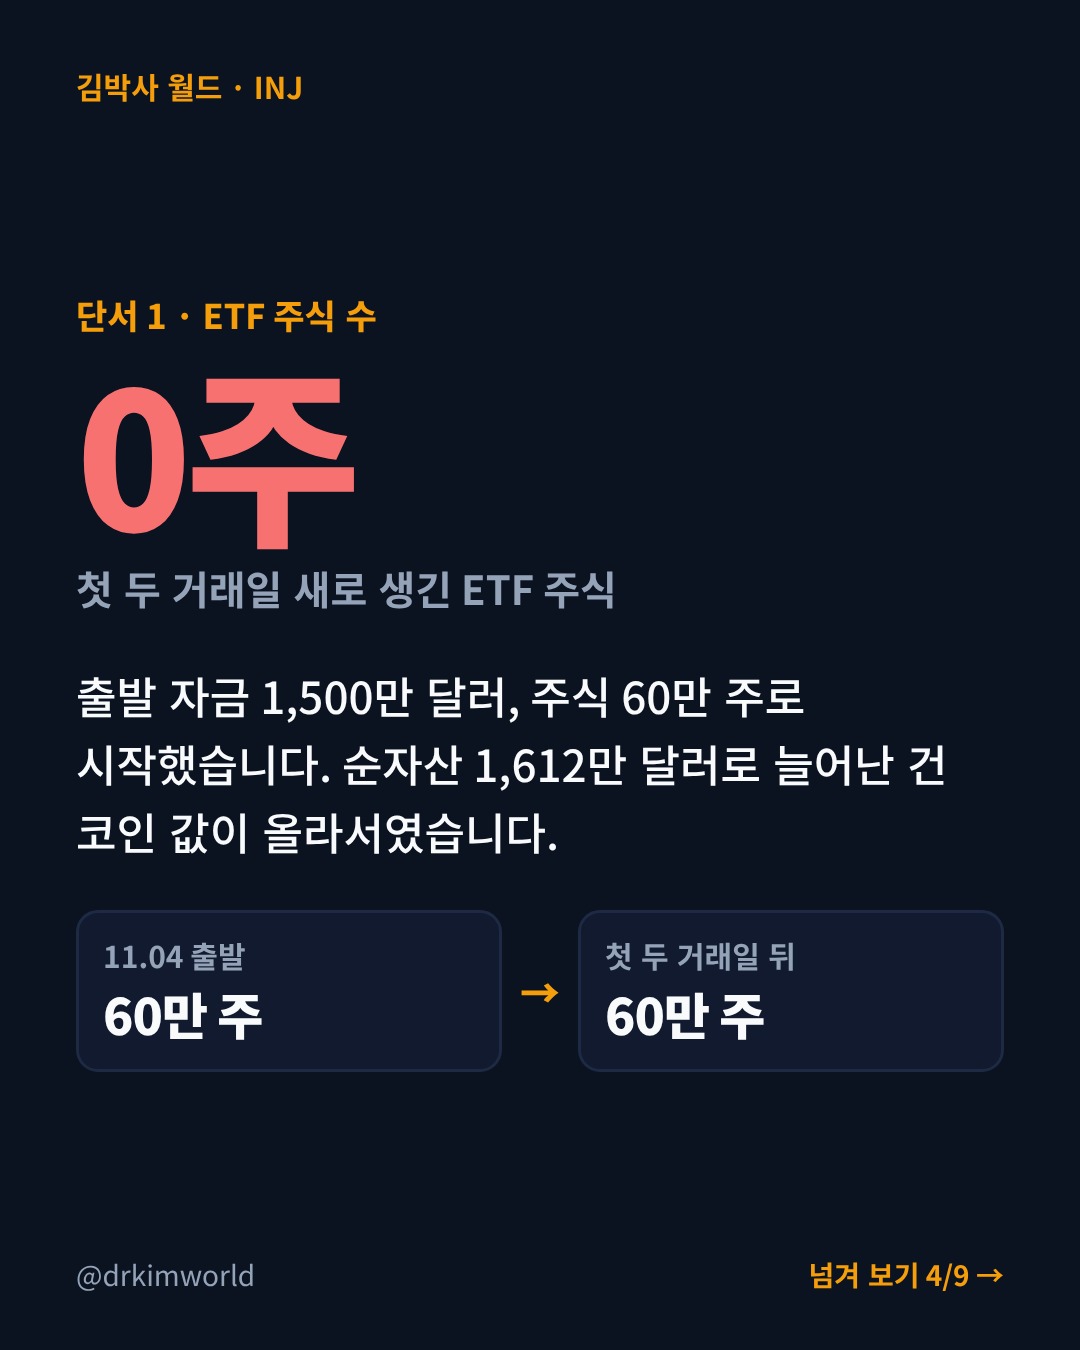 김박사 월드 · INJ
단서 1 · ETF 주식 수
0주
첫 두 거래일 새로 생긴 ETF 주식
출발 자금 1,500만 달러, 주식 60만 주로
시작했습니다. 순자산 1,612만 달러로 늘어난 건
코인 값이 올라서였습니다.
11.04 출발
60만 주
→
첫 두 거래일 뒤
60만 주
@drkimworld
넘겨 보기 4/9 →